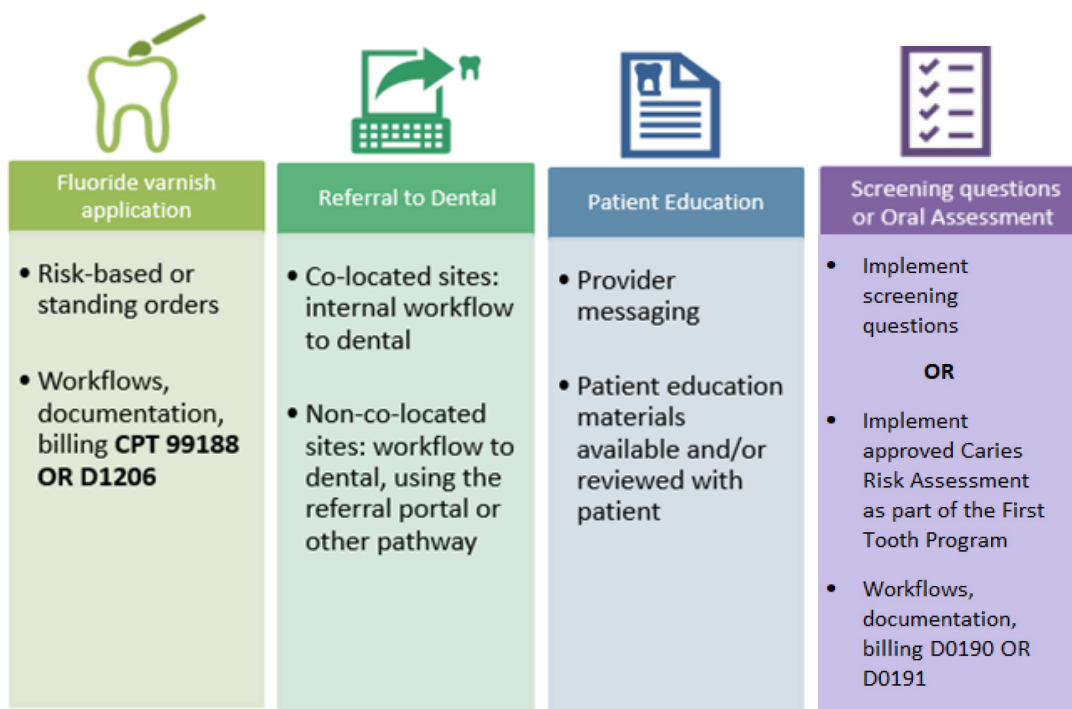 Fluoride varnish
application
• Risk-based or
standing orders
• Workflows,
documentation,
billing CPT 99188
OR D1206
Referral to Dental
• Co-located sites:
internal workflow
to dental
• Non-co-located
sites: workflow to
dental, using the
referral portal or
other pathway
Patient Education
• Provider
messaging
• Patient education
materials
available and/or
reviewed with
patient
Screening questions
or Oral Assessment
• Implement
screening
questions
OR
• Implement
approved Caries
Risk Assessment
as part of the First
Tooth Program
• Workflows,
documentation,
billing D0190 OR
D0191